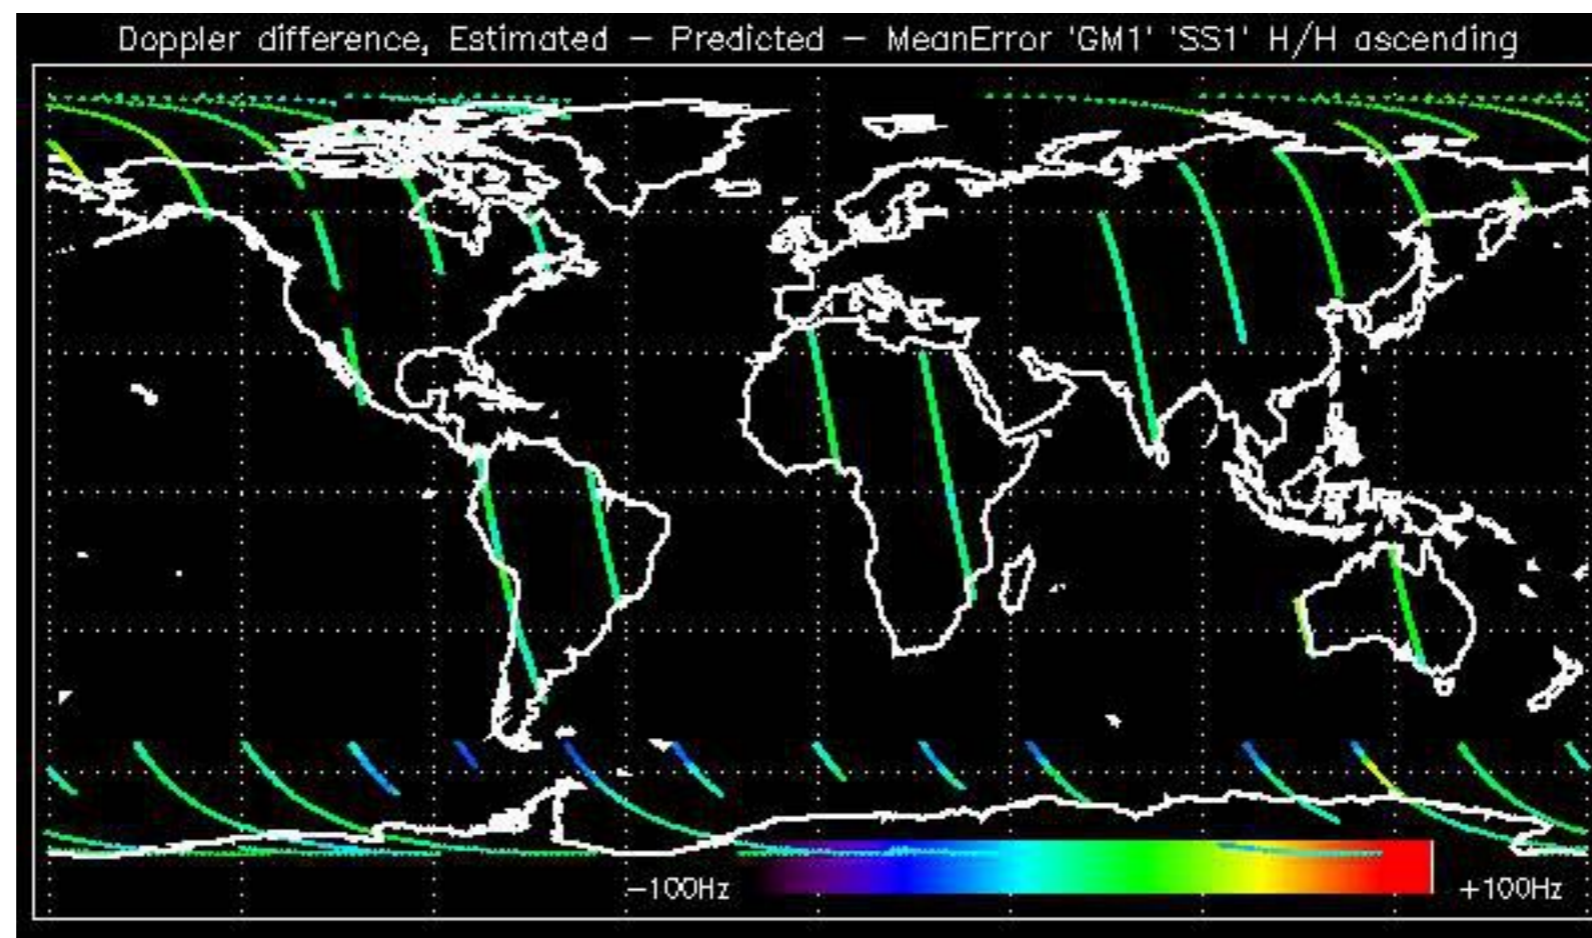 Doppler difference, Estimated — Predicted — MeanError 'GM1' 'SS1' H/H ascending
−100Hz
+100Hz